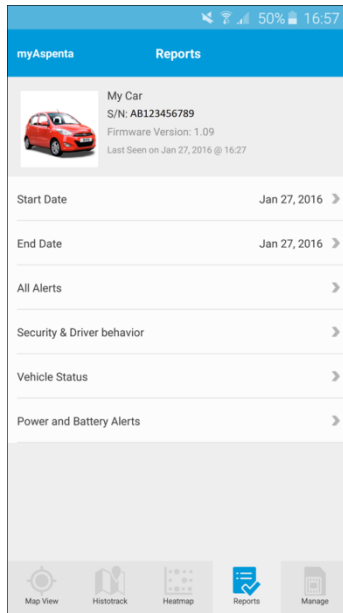 50% 16:57
myAspenta Reports
My Car
S/N: AB123456789
Firmware Version: 1.09
Last Seen on Jan 27, 2016 @ 16:27
Start Date Jan 27, 2016
End Date Jan 27, 2016
All Alerts
Security & Driver behavior
Vehicle Status
Power and Battery Alerts
Map View Histotrack Heatmap Reports Manage